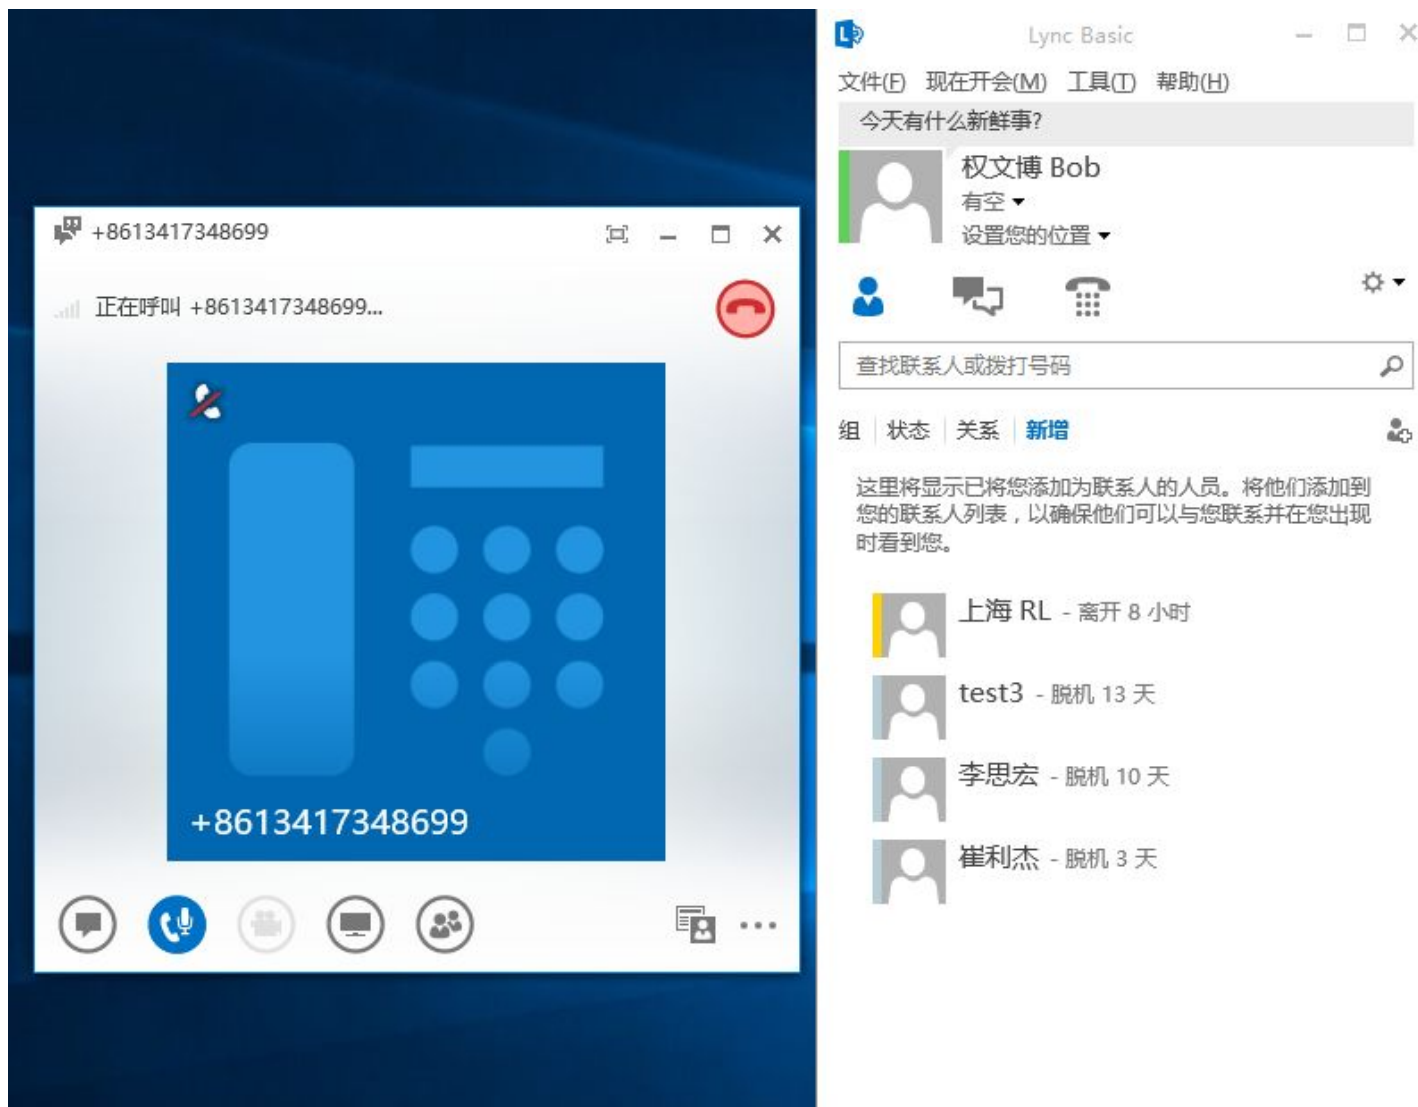 +8613417348699
正在呼叫 +8613417348699...
+8613417348699
Lync Basic
文件(F) 现在开会(M) 工具(T) 帮助(H)
今天有什么新鲜事?
权文博 Bob
有空
设置您的位置
查找联系人或拨打号码
组 状态 关系 新增
这里将显示已将您添加为联系人的人员。将他们添加到
您的联系人列表，以确保他们可以与您联系并在您出现
时看到您。
上海 RL - 离开 8 小时
test3 - 脱机 13 天
李思宏 - 脱机 10 天
崔利杰 - 脱机 3 天